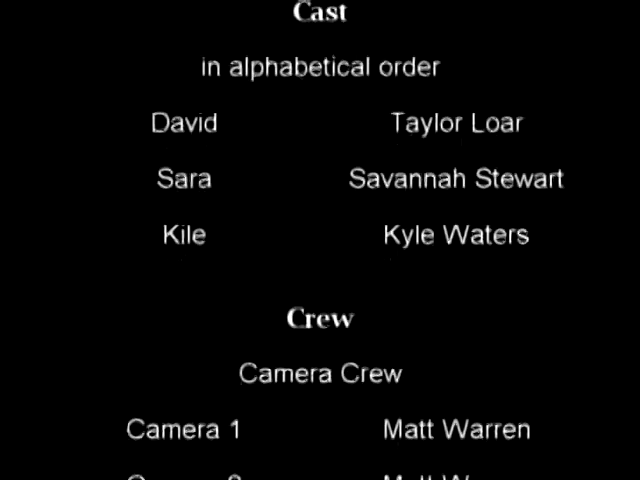 Cast
in alphabetical order
David Taylor Loar
Sara Savannah Stewart
Kile Kyle Waters
Crew
Camera Crew
Camera 1 Matt Warren